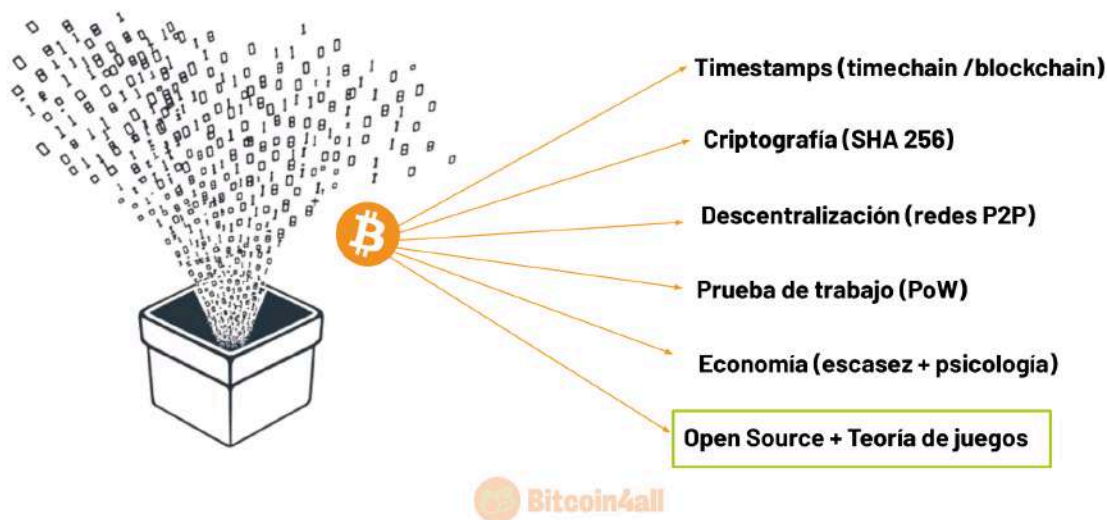 Timestamps (timechain /blockchain)
Criptografía (SHA 256)
Descentralización (redes P2P)
Prueba de trabajo (PoW)
Economía (escasez + psicología)
Open Source + Teoría de juegos
Bitcoin4all